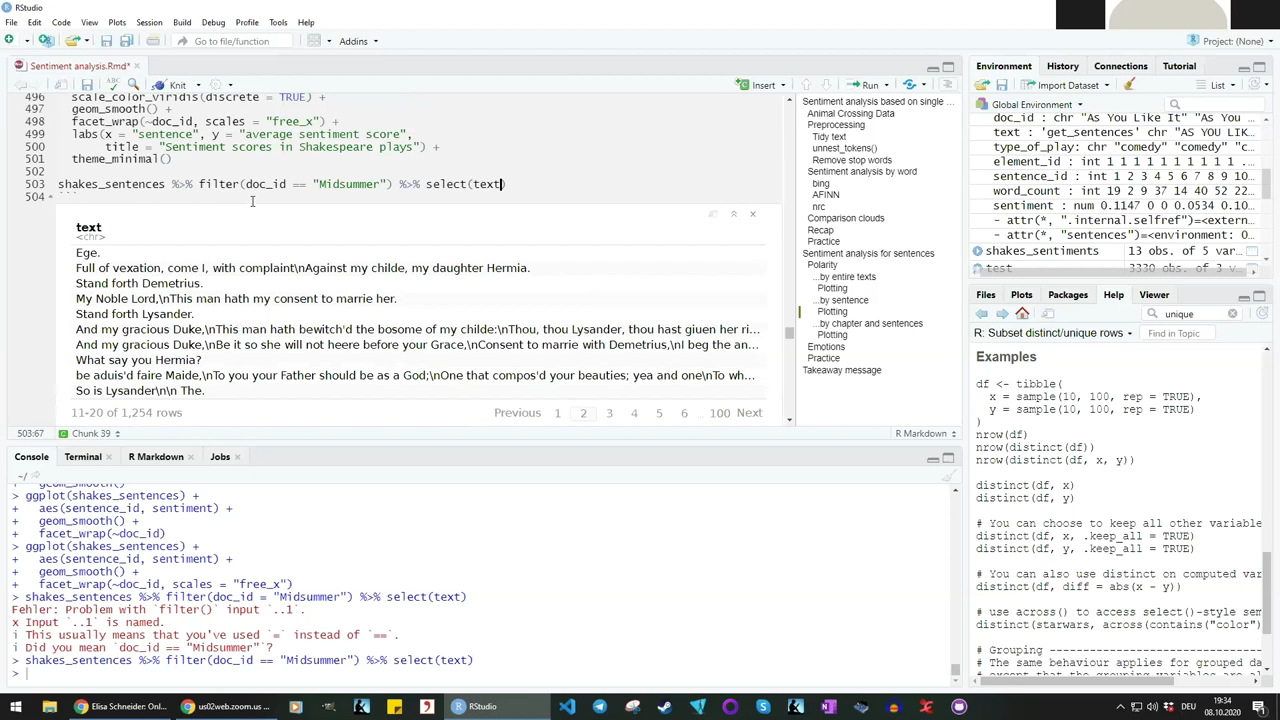 RStudio
File Edit Code View Plots Session Build Debug Profile Tools Help
Go to file/function Addins Project: (None)
Sentiment analysis.Rmd*
ABC Knit Insert Run
496 scale_color_viridis(discrete = TRUE) +
497 geom_smooth() +
498 facet_wrap(~doc_id, scales = "free_x") +
499 labs(x = "sentence", y = "average sentiment score",
500 title = "Sentiment scores in Shakespeare plays") +
501 theme_minimal()
502
503 shakes_sentences %>% filter(doc_id == "Midsummer") %>% select(text)
504 ```
text
<chr>
Ege.
Full of vexation, come I, with complaint\nAgainst my childe, my daughter Hermia.
Stand forth Demetrius.
My Noble Lord,\nThis man hath my consent to marrie her.
Stand forth Lysander.
And my gracious Duke,\nThis man hath bewitch'd the bosome of my childe:\nThou, thou Lysander, thou hast giuen her ri...
And my gracious Duke,\nBe it so she will not heere before your Grace,\nConsent to marrie with Demetrius,\nI beg the an...
What say you Hermia?
be aduis'd faire Maide,\nTo you your Father should be as a God;\nOne that compos'd your beauties; yea and one\nTo wh...
So is Lysander\n\n The.
11-20 of 1,254 rows Previous 1 2 3 4 5 6 ... 100 Next
503:67 Chunk 39 R Markdown
Sentiment analysis based on single ...
Animal Crossing Data
Preprocessing
Tidy text
unnest_tokens()
Remove stop words
Sentiment analysis by word
bing
AFINN
nrc
Comparison clouds
Recap
Practice
Sentiment analysis for sentences
Polarity
...by entire texts
Plotting
...by sentence
Plotting
...by chapter and sentences
Plotting
Emotions
Practice
Takeaway message
Console Terminal R Markdown Jobs
~/
+ geom_smooth()
> ggplot(shakes_sentences) +
+ aes(sentence_id, sentiment) +
+ geom_smooth() +
+ facet_wrap(~doc_id)
> ggplot(shakes_sentences) +
+ aes(sentence_id, sentiment) +
+ geom_smooth() +
+ facet_wrap(~doc_id, scales = "free_x")
> shakes_sentences %>% filter(doc_id = "Midsummer") %>% select(text)
Fehler: Problem with `filter()` input `..1`.
x Input `..1` is named.
i This usually means that you've used `=` instead of `==`.
i Did you mean `doc_id == "Midsummer"`?
> shakes_sentences %>% filter(doc_id == "Midsummer") %>% select(text)
>
Environment History Connections Tutorial
Import Dataset List
Global Environment
doc_id : chr "As You Like It" "As You ...
text : 'get_sentences' chr "AS YOU LIK
type_of_play: chr "comedy" "comedy" "c
element_id : int 1 1 1 1 1 1 1 1 1 1 .
sentence_id : int 1 2 3 4 5 6 7 8 9 10
word_count : int 19 2 9 37 14 40 52 22
sentiment : num 0.1147 0 0 0.0534 0.10
- attr(*, ".internal.selfref")=<extern
- attr(*, "sentences")=<environment: 0
shakes_sentiments 13 obs. of 5 var
test 3330 obs. of 3 v
Files Plots Packages Help Viewer
unique
R: Subset distinct/unique rows Find in Topic
Examples
df <- tibble(
x = sample(10, 100, rep = TRUE),
y = sample(10, 100, rep = TRUE)
)
nrow(df)
nrow(distinct(df))
nrow(distinct(df, x, y))
distinct(df, x)
distinct(df, y)
# You can choose to keep all other variable
distinct(df, x, .keep_all = TRUE)
distinct(df, y, .keep_all = TRUE)
# You can also use distinct on computed var
distinct(df, diff = abs(x - y))
# use across() to access select()-style sem
distinct(starwars, across(contains("color")
# Grouping
# The same behaviour applies for grouped da
Elisa Schneider: Onl... us02web.zoom.us ... RStudio DEU 19:34
08.10.2020